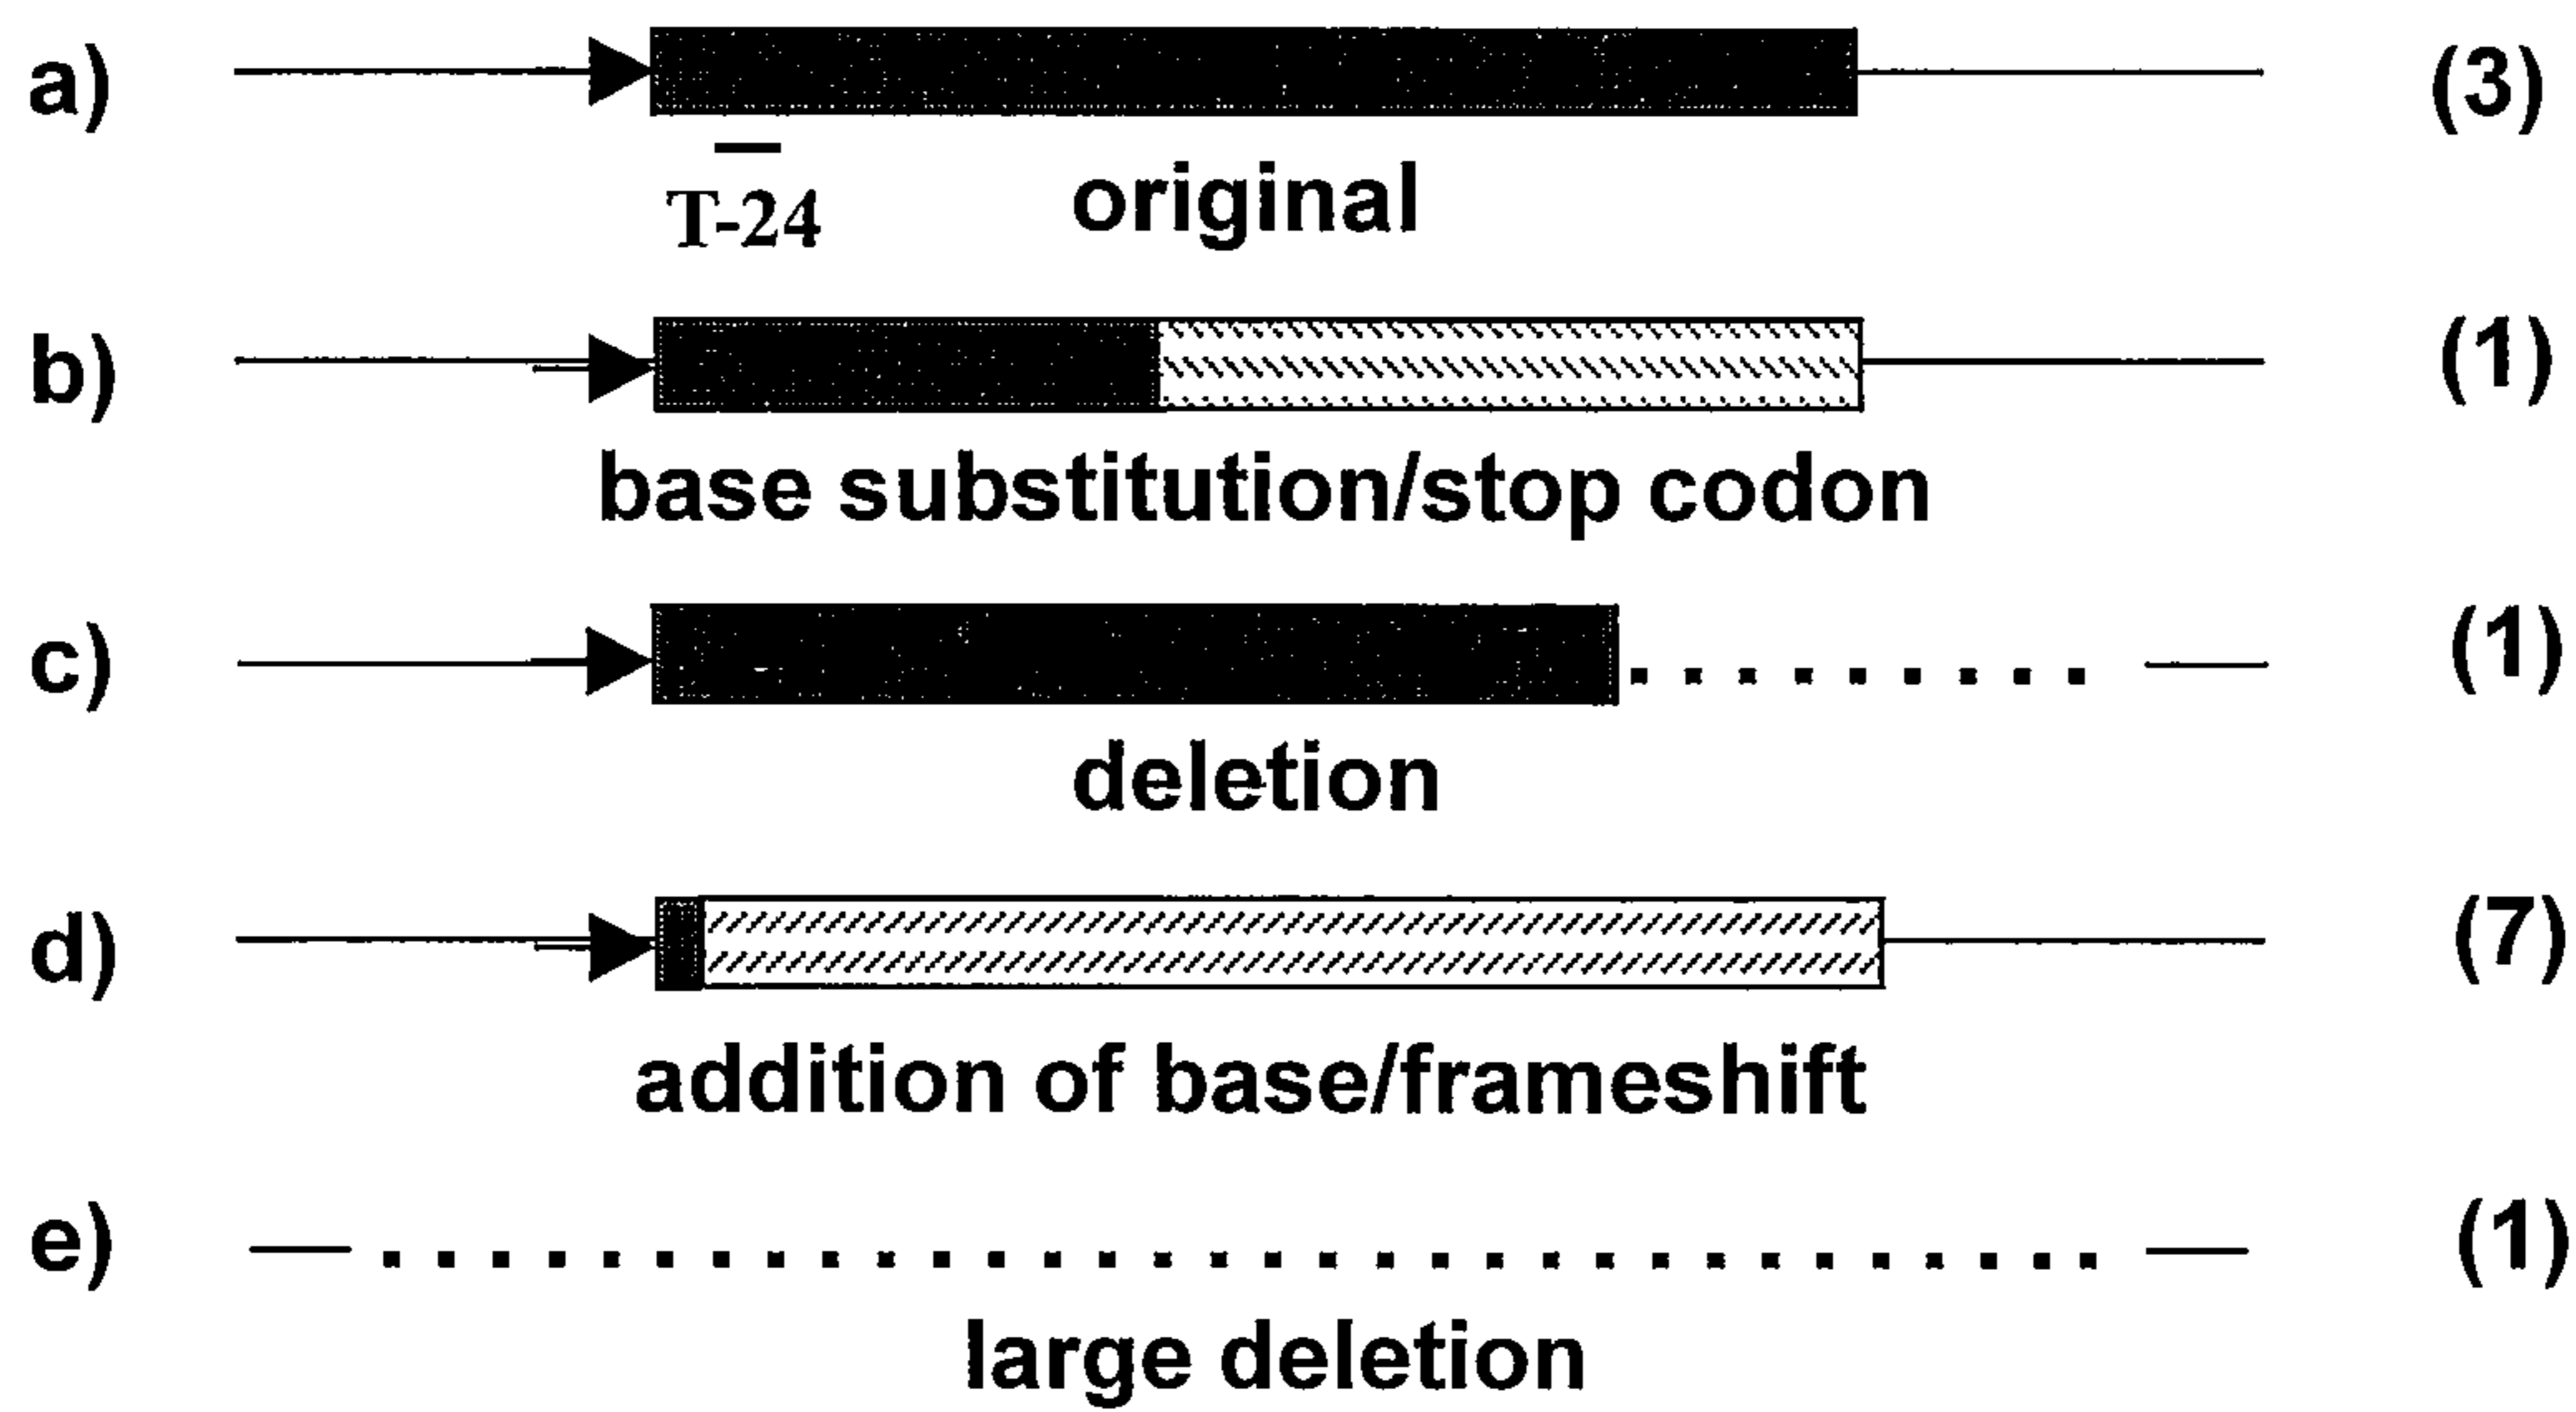 a) (3)
T-24 original
b) (1)
base substitution/stop codon
c) (1)
deletion
d) (7)
addition of base/frameshift
e) (1)
large deletion